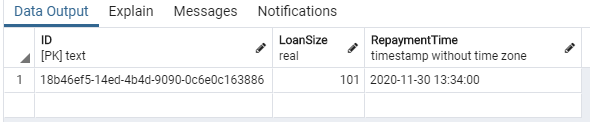 Data Output Explain Messages Notifications
ID LoanSize RepaymentTime
[PK] text real timestamp without time zone
1 18b46ef5-14ed-4b4d-9090-0c6e0c163886 101 2020-11-30 13:34:00